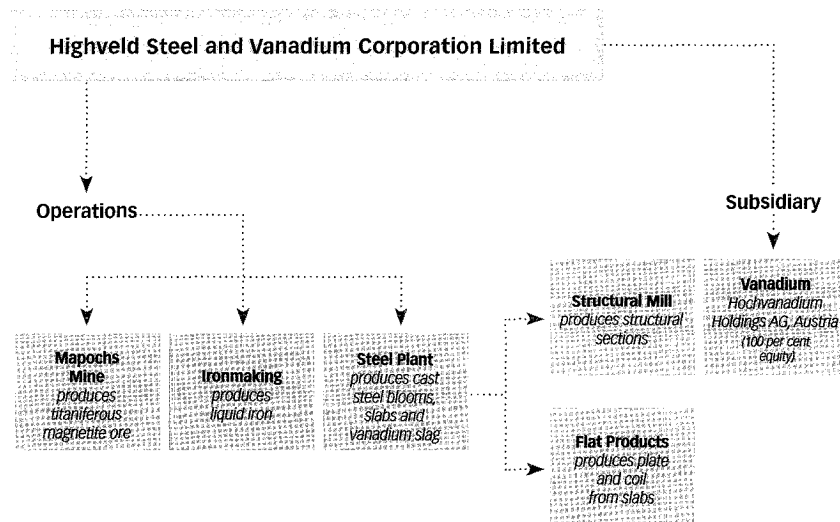 Highveld Steel and Vanadium Corporation Limited
Operations
Subsidiary
Mapochs
Mine
produces
titaniferous
magnetite ore
Ironmaking
produces
liquid iron
Steel Plant
produces cast
steel blooms,
slabs and
vanadium slag
Structural Mill
produces structural
sections
Flat Products
produces plate
and coil
from slabs
Vanadium
Hochvanadium
Holdings AG, Austria
(100 per cent
equity)